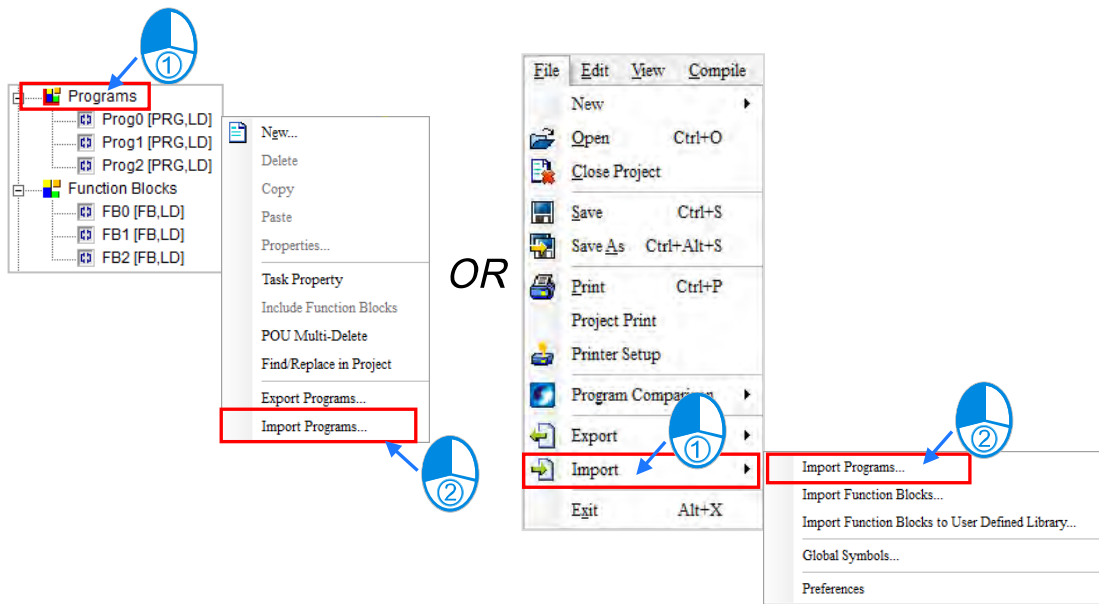 ①
Programs
Prog0 [PRG,LD]
Prog1 [PRG,LD]
Prog2 [PRG,LD]
Function Blocks
FB0 [FB,LD]
FB1 [FB,LD]
FB2 [FB,LD]
New...
Delete
Copy
Paste
Properties...
Task Property
Include Function Blocks
POU Multi-Delete
Find/Replace in Project
Export Programs...
Import Programs...
②
OR
File Edit View Compile
New
Open Ctrl+O
Close Project
Save Ctrl+S
Save As Ctrl+Alt+S
Print Ctrl+P
Project Print
Printer Setup
Program Comparison
Export
①
Import
Exit Alt+X
②
Import Programs...
Import Function Blocks...
Import Function Blocks to User Defined Library...
Global Symbols...
Preferences